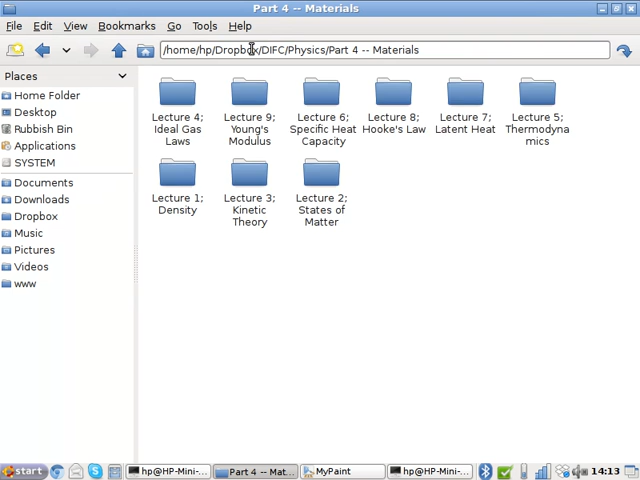 Part 4 -- Materials
File Edit View Bookmarks Go Tools Help
/home/hp/Dropbox/DIFC/Physics/Part 4 -- Materials
Places
Home Folder
Desktop
Rubbish Bin
Applications
SYSTEM
Documents
Downloads
Dropbox
Music
Pictures
Videos
www
Lecture 4;
Ideal Gas
Laws
Lecture 9;
Young's
Modulus
Lecture 6;
Specific Heat
Capacity
Lecture 8;
Hooke's Law
Lecture 7;
Latent Heat
Lecture 5;
Thermodyna
mics
Lecture 1;
Density
Lecture 3;
Kinetic
Theory
Lecture 2;
States of
Matter
start
hp@HP-Mini-...
Part 4 -- Mat...
MyPaint
hp@HP-Mini-...
14:13